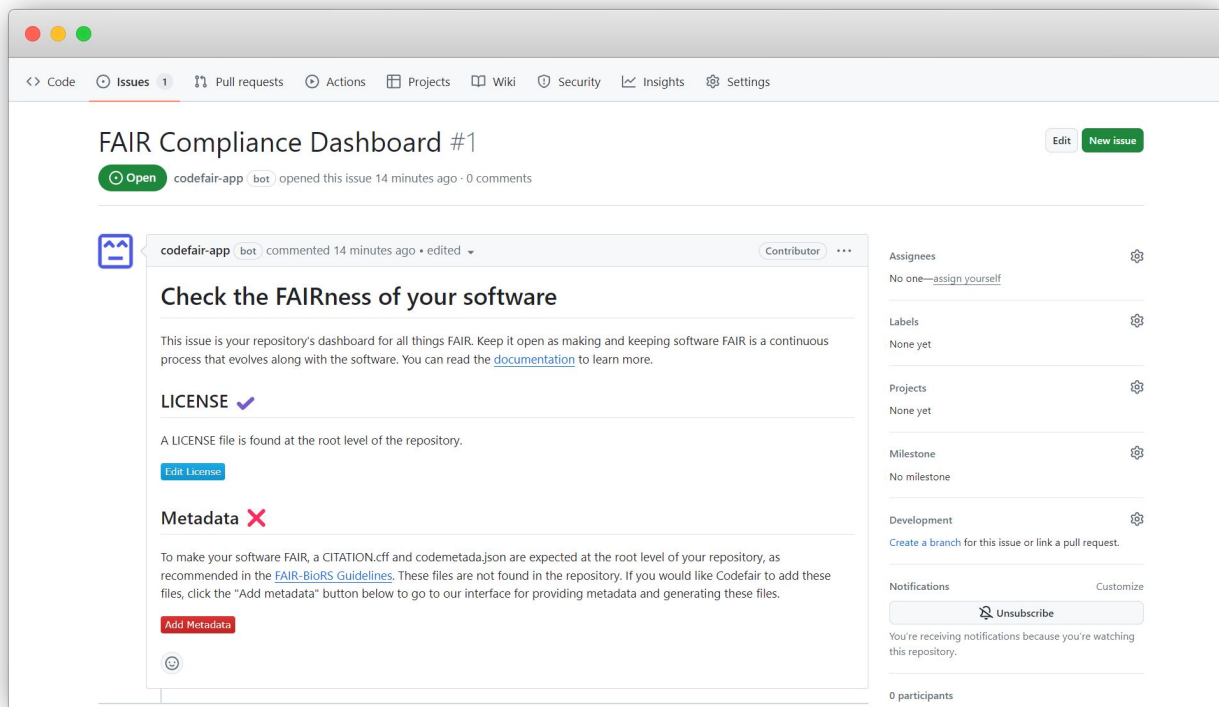 <> Code Issues 1 Pull requests Actions Projects Wiki Security Insights Settings
FAIR Compliance Dashboard #1
Edit New issue
Open codefair-app bot opened this issue 14 minutes ago · 0 comments
codefair-app bot commented 14 minutes ago • edited
Contributor ···
Check the FAIRness of your software
This issue is your repository's dashboard for all things FAIR. Keep it open as making and keeping software FAIR is a continuous
process that evolves along with the software. You can read the documentation to learn more.
LICENSE ✔
A LICENSE file is found at the root level of the repository.
Edit License
Metadata ❌
To make your software FAIR, a CITATION.cff and codemetada.json are expected at the root level of your repository, as
recommended in the FAIR-BioRS Guidelines. These files are not found in the repository. If you would like Codefair to add these
files, click the "Add metadata" button below to go to our interface for providing metadata and generating these files.
Add Metadata
Assignees
No one—assign yourself
Labels
None yet
Projects
None yet
Milestone
No milestone
Development
Create a branch for this issue or link a pull request.
Notifications Customize
Unsubscribe
You're receiving notifications because you're watching
this repository.
0 participants